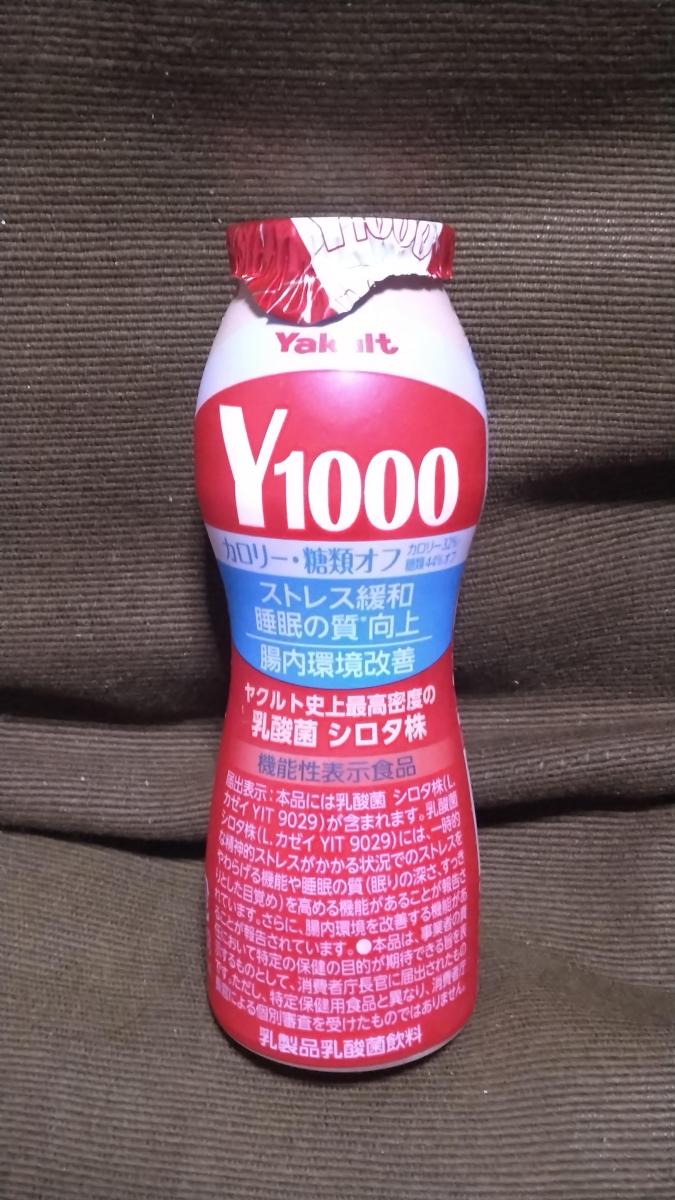 Y1000
Yakult
Y1000
カロリー・糖類オフ
カロリー32%
糖類44%オフ
ストレス緩和
睡眠の質*向上
腸内環境改善
ヤクルト史上最高密度の
乳酸菌 シロタ株
機能性表示食品
届出表示:本品には乳酸菌 シロタ株(L.
カゼイ YIT 9029)が含まれます。乳酸菌
シロタ株(L.カゼイ YIT 9029)には、一時的
な精神的ストレスがかかる状況でのストレスを
やわらげる機能や睡眠の質(眠りの深さ、すっき
りとした目覚め)を高める機能があることが報告さ
れています。さらに、腸内環境を改善する機能があ
ることが報告されています。●本品は、事業者の責
任において特定の保健の目的が期待できる旨を表
示するものとして、消費者庁長官に届出されたもの
です。ただし、特定保健用食品と異なり、消費者庁
長官による個別審査を受けたものではありません。
乳製品乳酸菌飲料